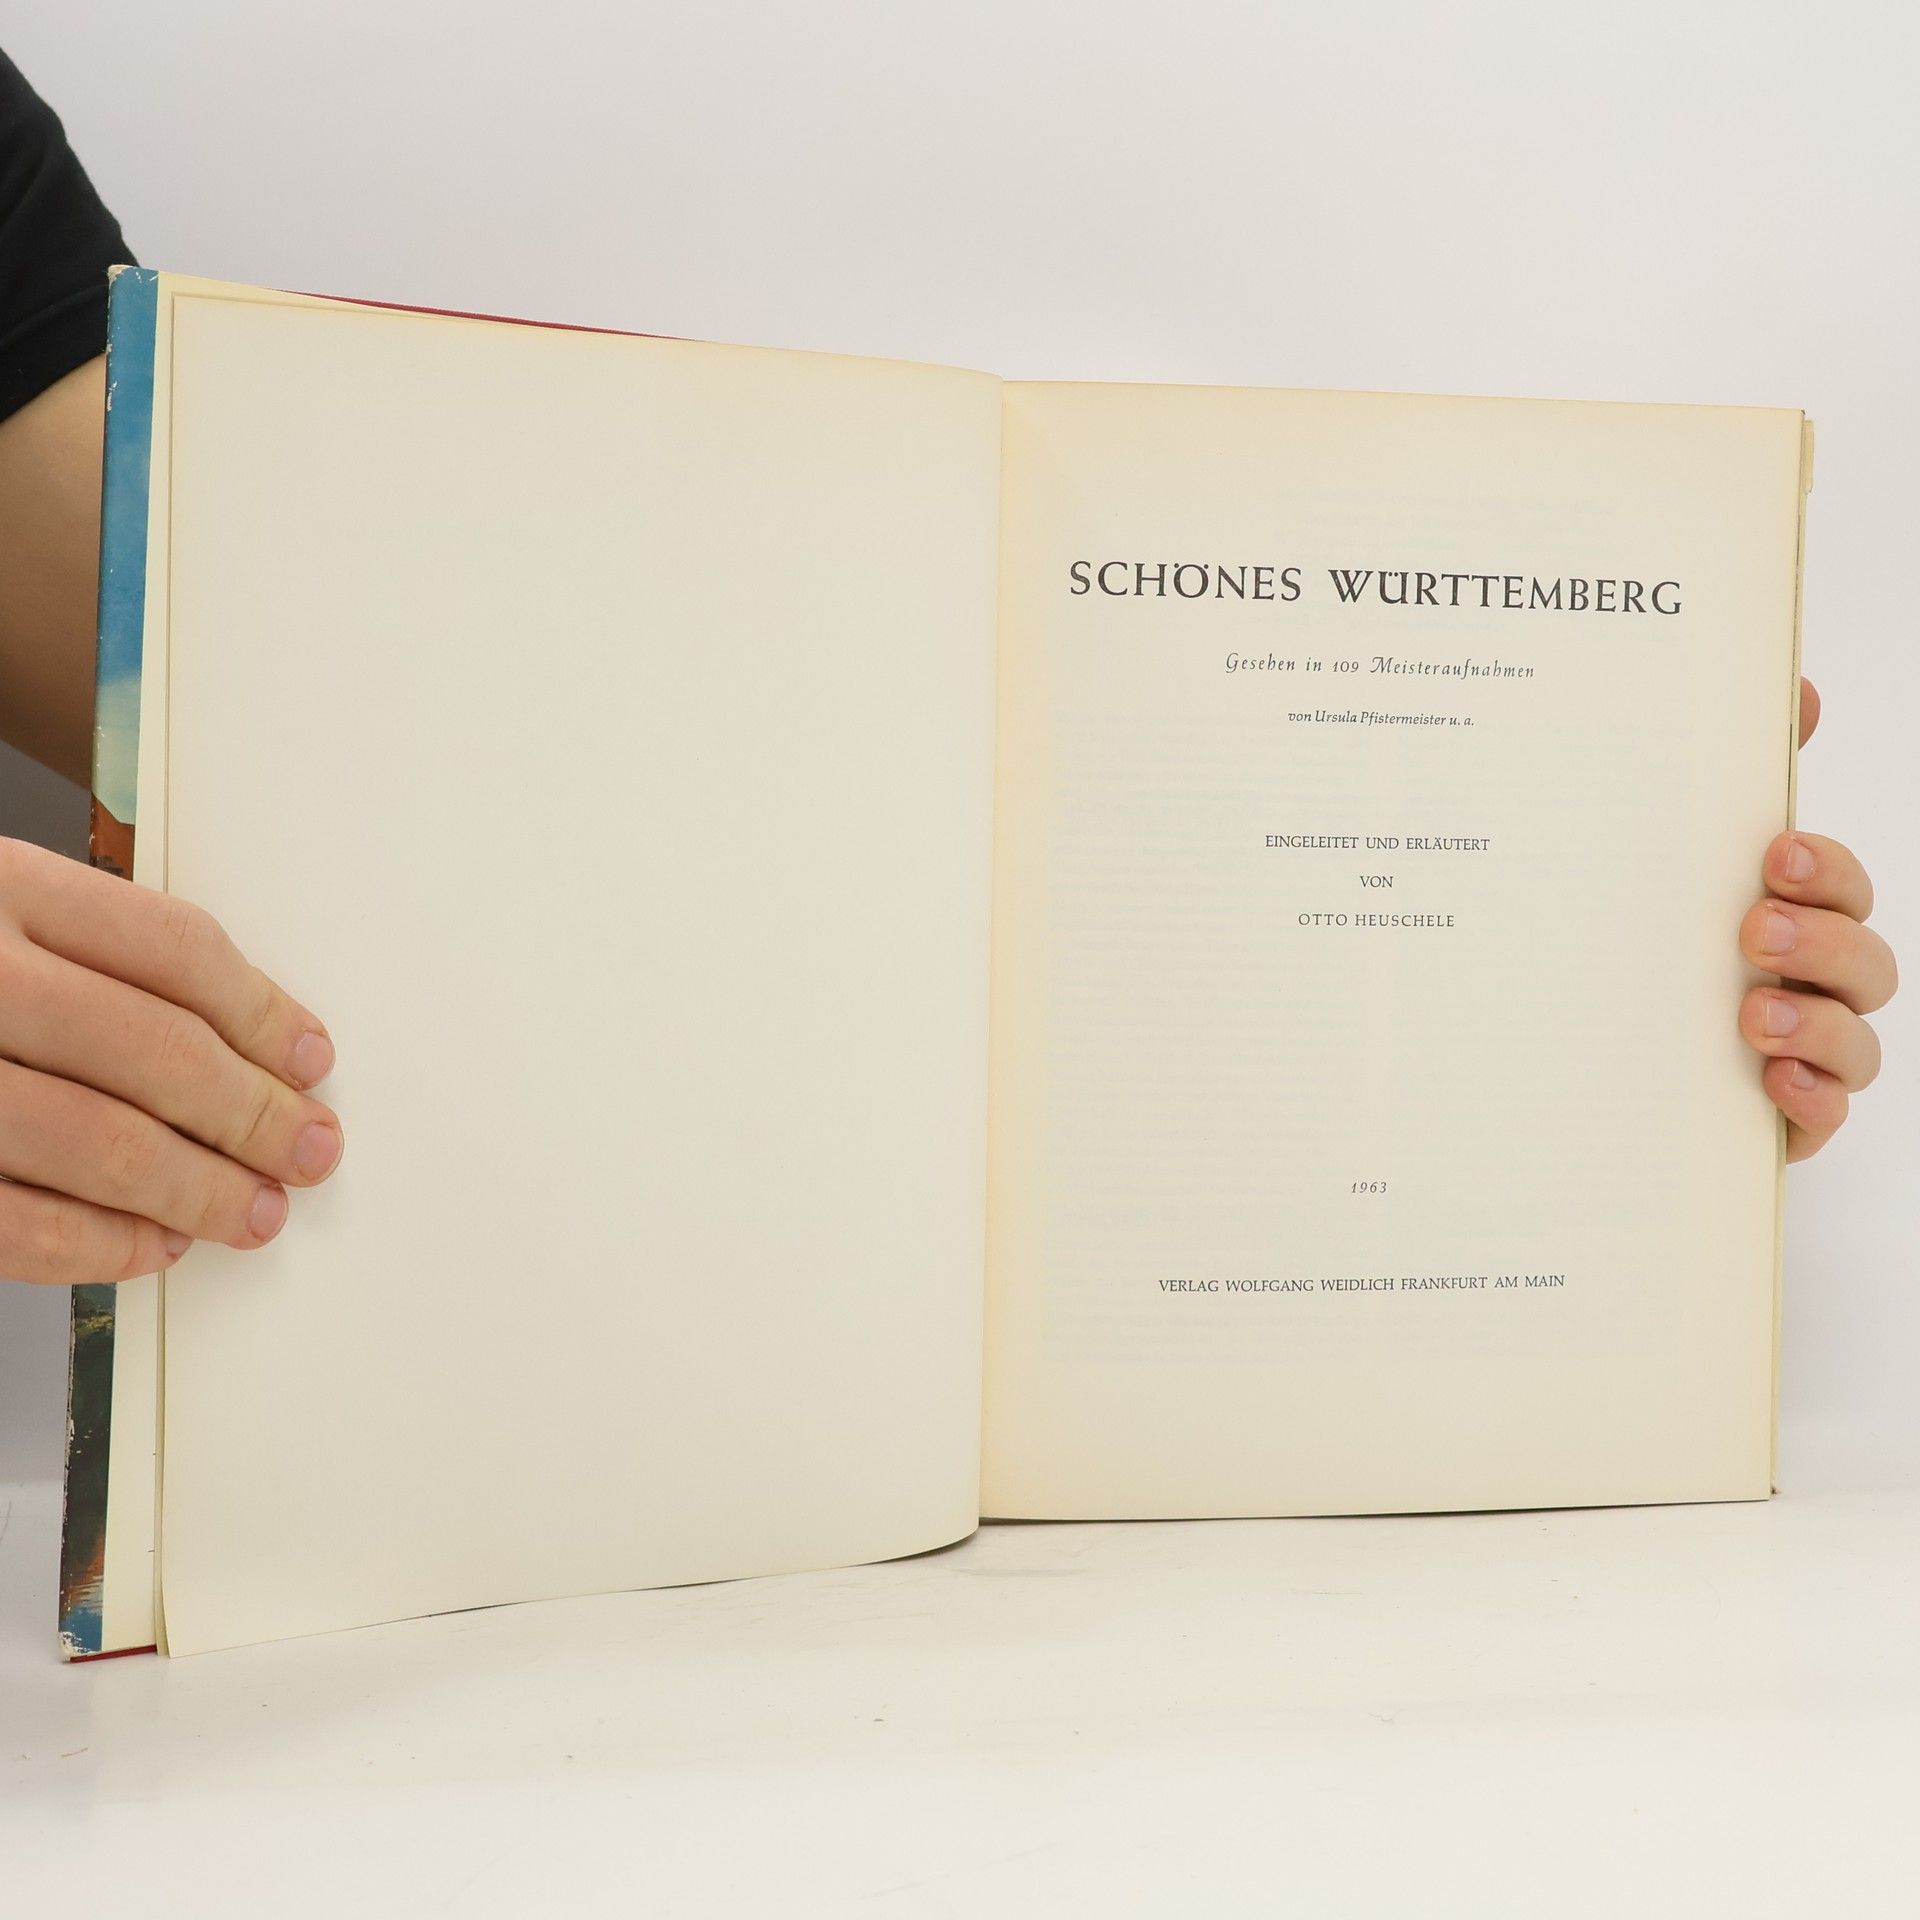 SCHÖNES WÜRTTEMBERG
Gesehen in 109 Meisteraufnahmen
von Ursula Pfistermeister u. a.
EINGELEITET UND ERLÄUTERT
VON
OTTO HEUSCHELE
1963
VERLAG WOLFGANG WEIDLICH FRANKFURT AM MAIN